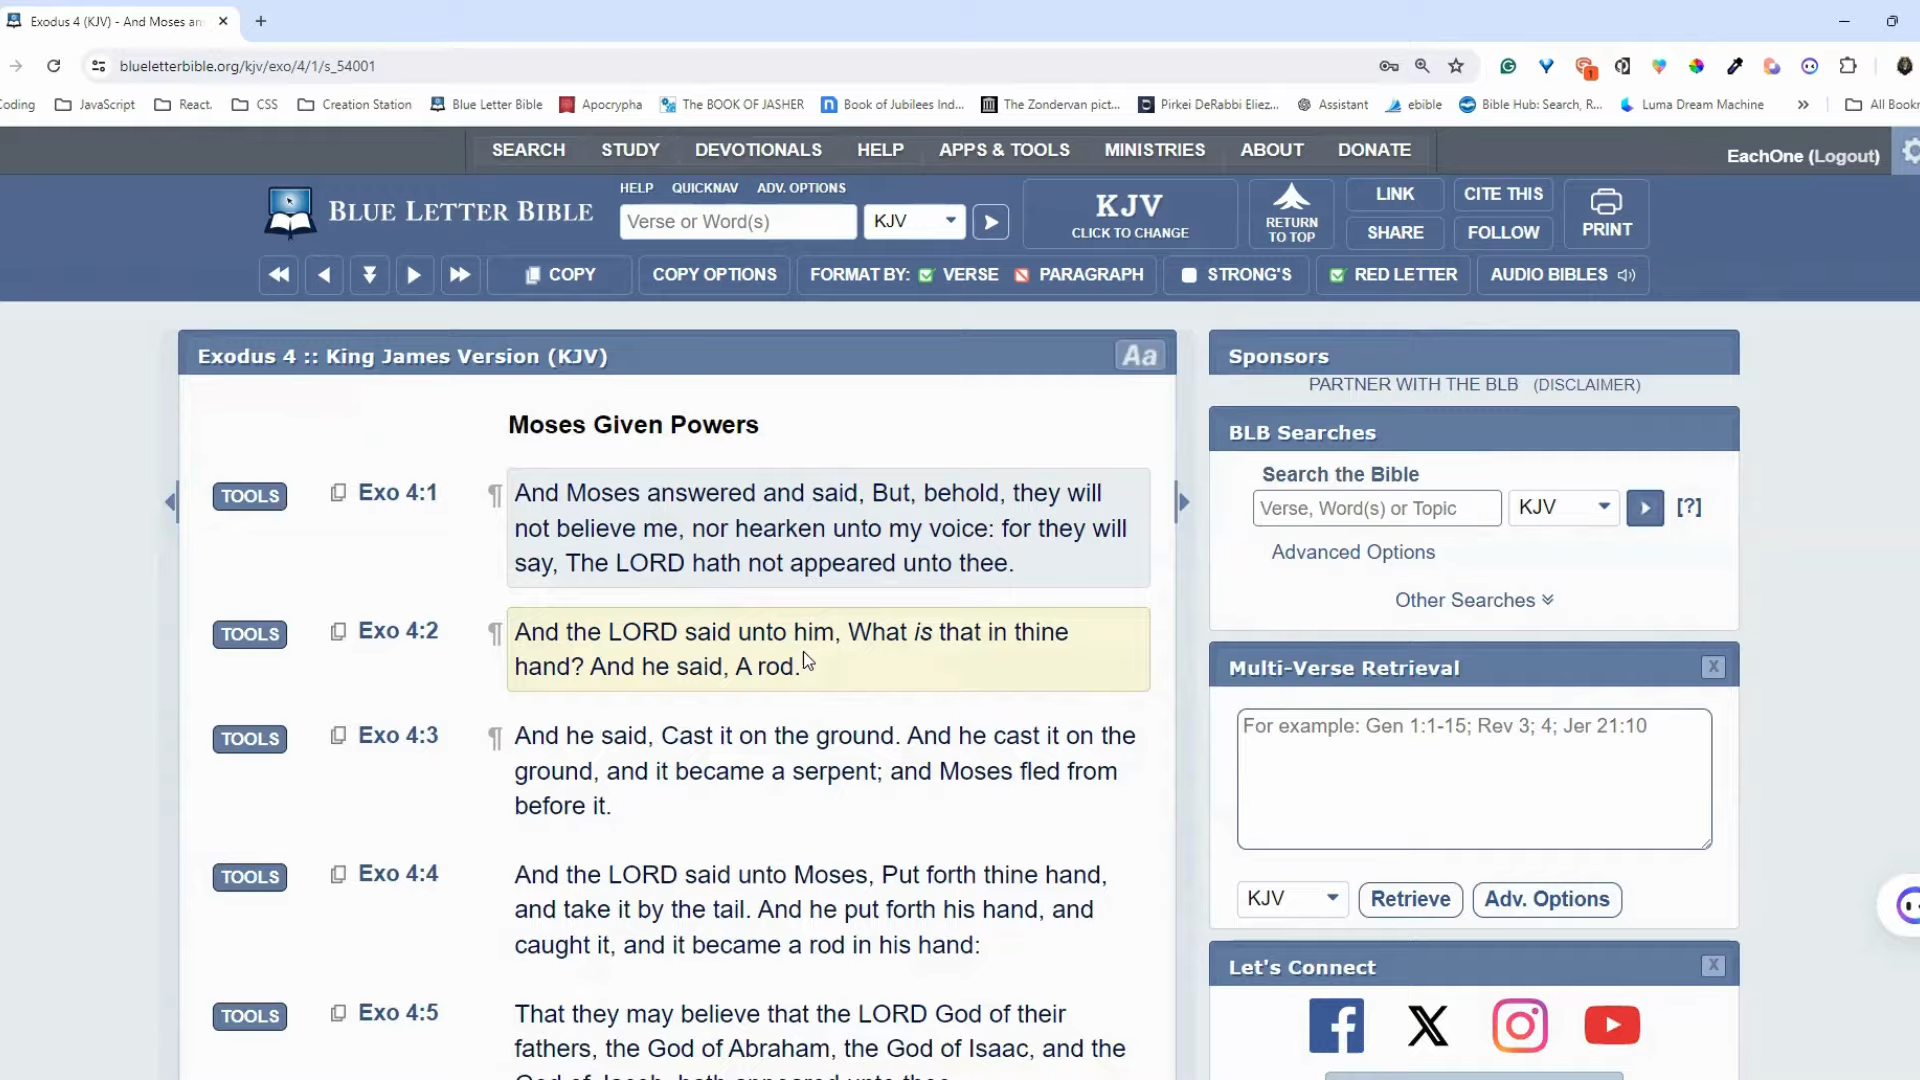 Exodus 4 (KJV) - And Moses an
blueletterbible.org/kjv/exo/4/1/s_54001
Coding JavaScript React. CSS Creation Station Blue Letter Bible Apocrypha The BOOK OF JASHER Book of Jubilees Ind... The Zondervan pict... Pirkei DeRabbi Eliez... Assistant ebible Bible Hub: Search, R... Luma Dream Machine » All Bookr
SEARCH STUDY DEVOTIONALS HELP APPS & TOOLS MINISTRIES ABOUT DONATE
EachOne (Logout)
BLUE LETTER BIBLE
HELP QUICKNAV ADV. OPTIONS
Verse or Word(s) KJV
KJV
CLICK TO CHANGE
RETURN
TO TOP
LINK CITE THIS
SHARE FOLLOW
PRINT
COPY COPY OPTIONS FORMAT BY: VERSE PARAGRAPH STRONG'S RED LETTER AUDIO BIBLES
Exodus 4 :: King James Version (KJV) Aa
Moses Given Powers
TOOLS Exo 4:1 ¶ And Moses answered and said, But, behold, they will
not believe me, nor hearken unto my voice: for they will
say, The LORD hath not appeared unto thee.
TOOLS Exo 4:2 ¶ And the LORD said unto him, What is that in thine
hand? And he said, A rod.
TOOLS Exo 4:3 ¶ And he said, Cast it on the ground. And he cast it on the
ground, and it became a serpent; and Moses fled from
before it.
TOOLS Exo 4:4 And the LORD said unto Moses, Put forth thine hand,
and take it by the tail. And he put forth his hand, and
caught it, and it became a rod in his hand:
TOOLS Exo 4:5 That they may believe that the LORD God of their
fathers, the God of Abraham, the God of Isaac, and the
God of Jacob, hath appeared unto thee.
Sponsors
PARTNER WITH THE BLB (DISCLAIMER)
BLB Searches
Search the Bible
Verse, Word(s) or Topic KJV [?]
Advanced Options
Other Searches
Multi-Verse Retrieval X
For example: Gen 1:1-15; Rev 3; 4; Jer 21:10
KJV Retrieve Adv. Options
Let's Connect X